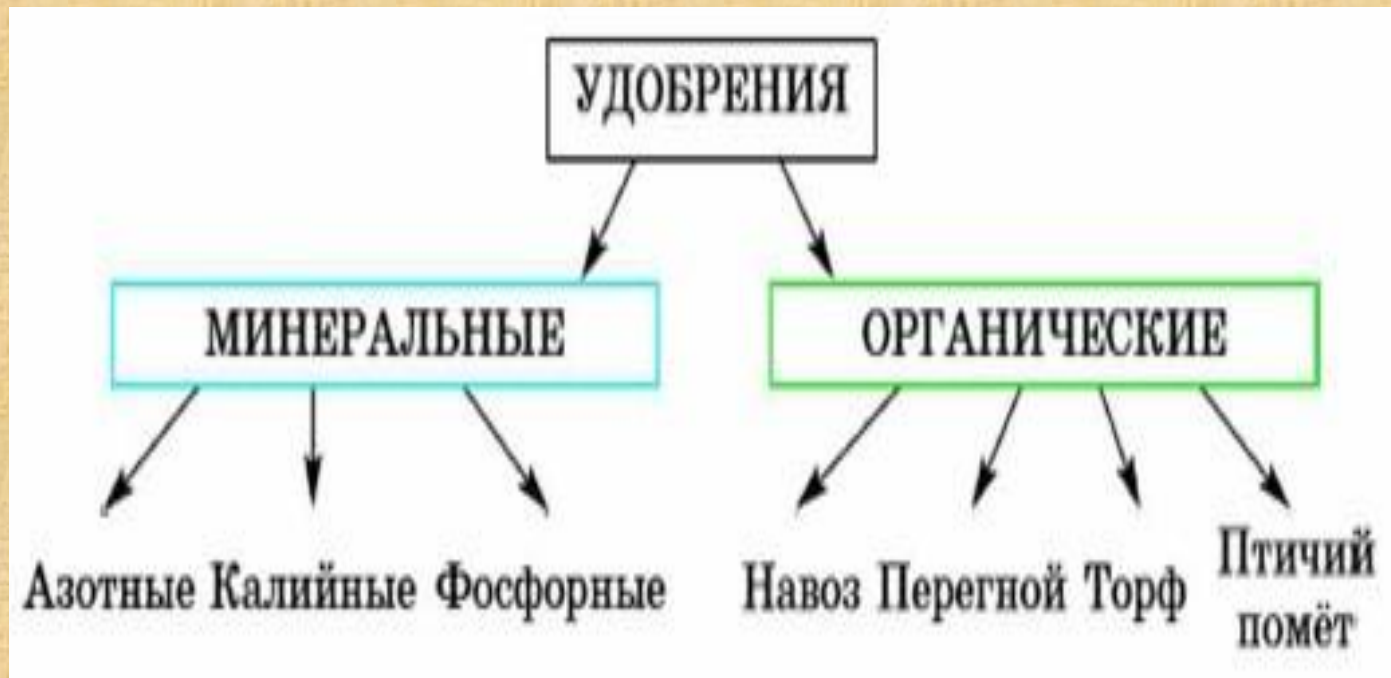 УДОБРЕНИЯ
МИНЕРАЛЬНЫЕ
ОРГАНИЧЕСКИЕ
Азотные Калийные Фосфорные
Навоз Перегной Торф
Птичий
помёт